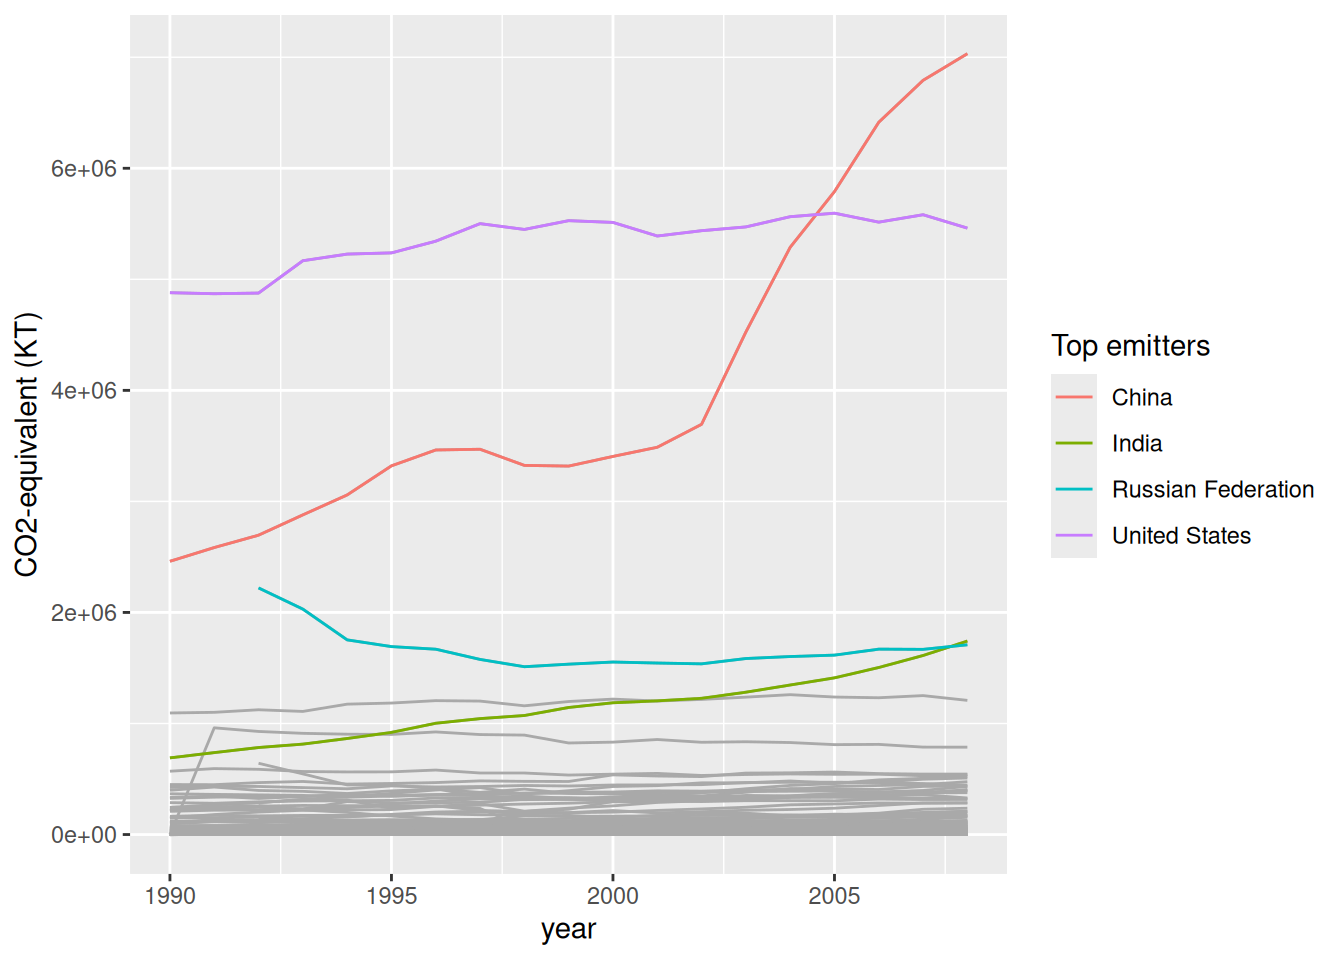 CO2-equivalent (KT)
6e+06
4e+06
2e+06
0e+00
1990 1995 2000 2005
year
Top emitters
China
India
Russian Federation
United States